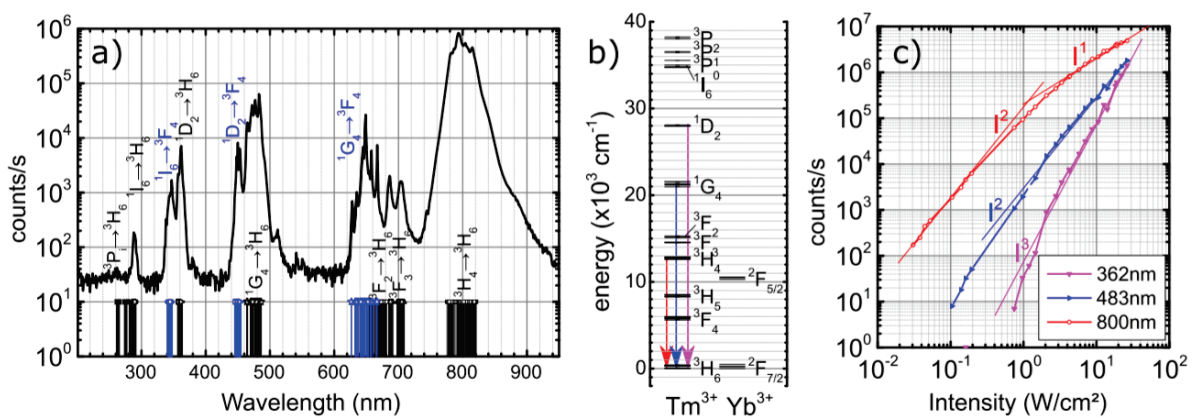 a)
10⁶
10⁵
10⁴
10³
10²
10¹
10⁰
counts/s
300 400 500 600 700 800 900
Wavelength (nm)
³Pᵢ→³H₆
¹I₆→³H₆
¹I₆→³F₄
¹D₂→³H₆
¹D₂→³F₄
¹G₄→³H₆
¹G₄→³F₄
³F₂→³H₆
³F₃→³H₆
³H₄→³H₆
b)
40
30
20
10
0
energy (x10³ cm⁻¹)
³P
³P₂
³P₁
¹I₆ ⁰
¹D₂
¹G₄
³F₂
³F₃
³H₄
²F₅/₂
³H₅
³F₄
³H₆ ²F₇/₂
Tm³⁺ Yb³⁺
c)
10⁷
10⁶
10⁵
10⁴
10³
10²
10¹
10⁰
counts/s
I¹
I²
I²
I³
362nm
483nm
800nm
10⁻² 10⁻¹ 10⁰ 10¹ 10²
Intensity (W/cm²)